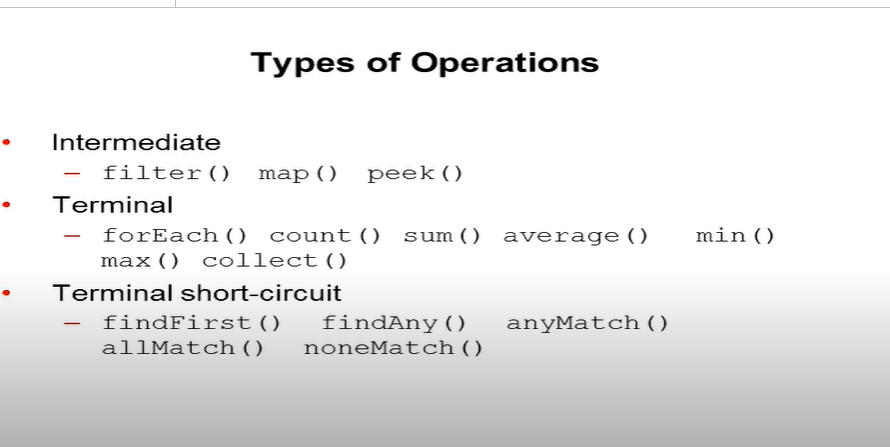 Types of Operations
• Intermediate
– filter() map() peek()
• Terminal
– forEach() count() sum() average() min()
max() collect()
• Terminal short-circuit
– findFirst() findAny() anyMatch()
allMatch() noneMatch()